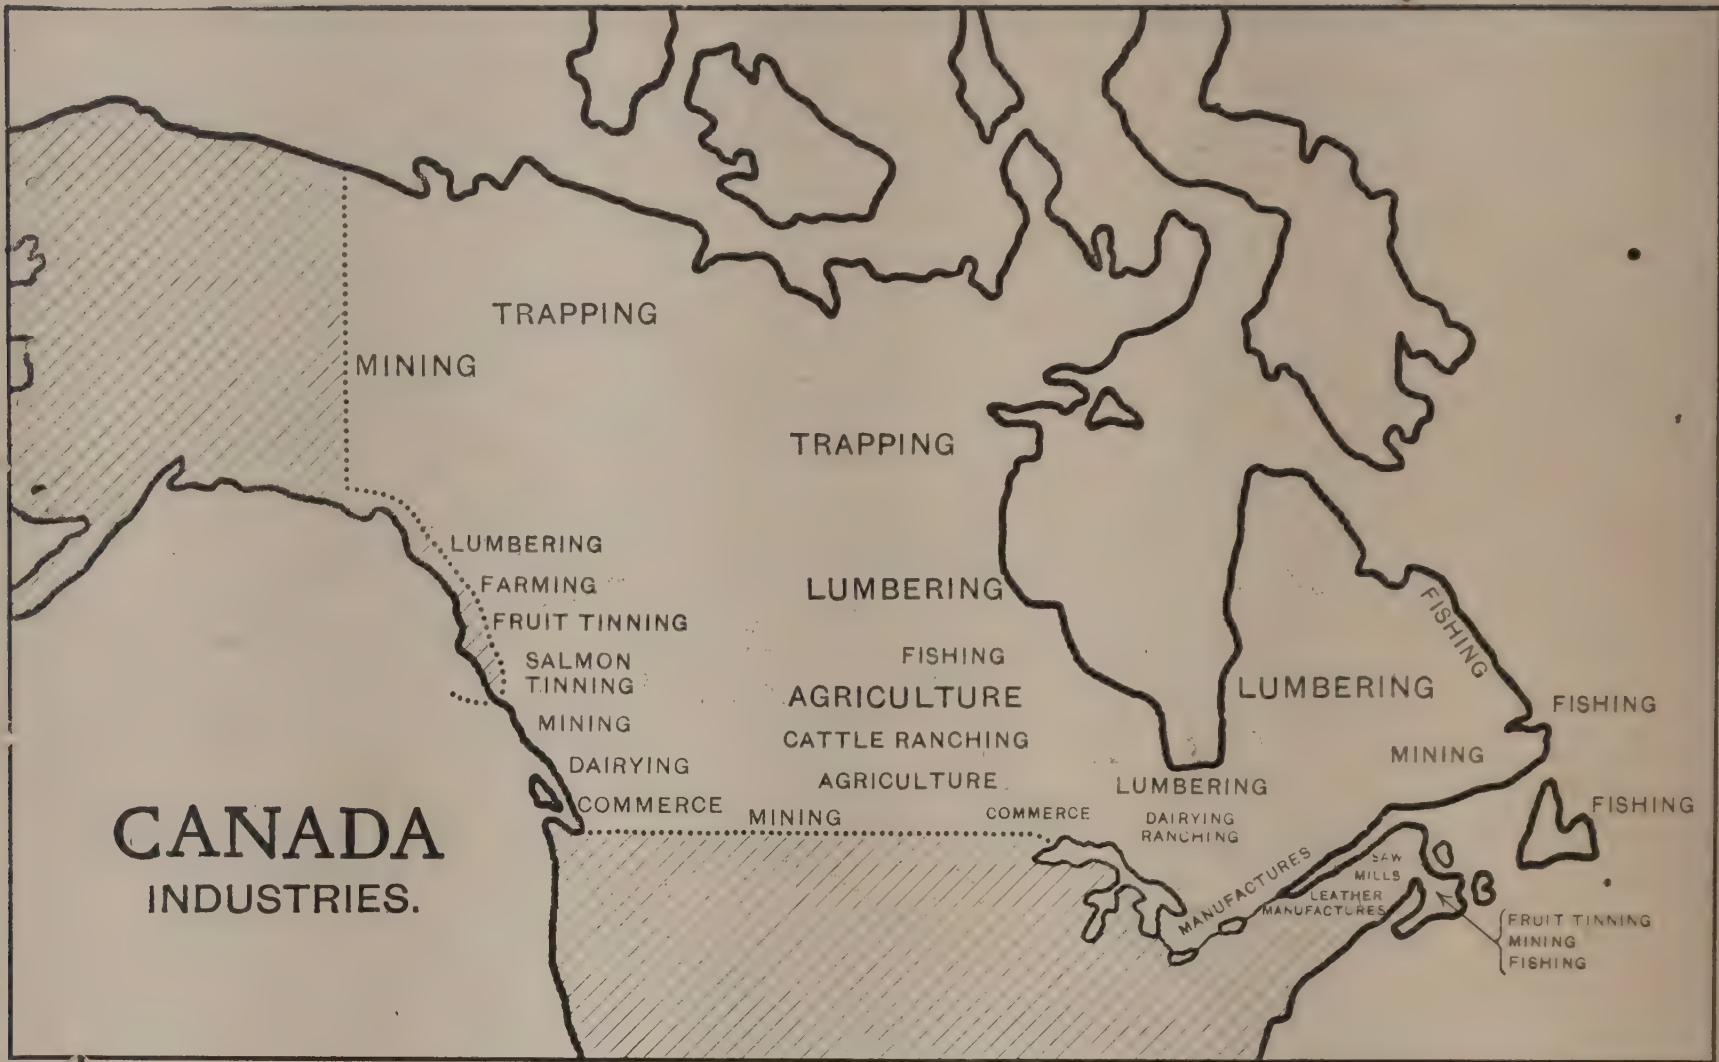 TRAPPING
MINING
TRAPPING
LUMBERING
FARMING
FRUIT TINNING
SALMON
TINNING
MINING
DAIRYING
COMMERCE
LUMBERING
FISHING
AGRICULTURE
CATTLE RANCHING
AGRICULTURE
MINING
COMMERCE
FISHING
LUMBERING
FISHING
MINING
LUMBERING
DAIRYING
RANCHING
FISHING
MANUFACTURES
SAW
MILLS
LEATHER
MANUFACTURES
FRUIT TINNING
MINING
FISHING
CANADA
INDUSTRIES.